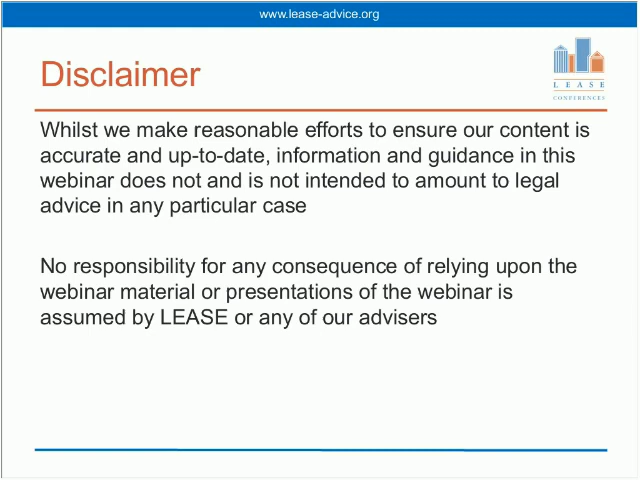 www.lease-advice.org
Disclaimer
LEASE
CONFERENCES
Whilst we make reasonable efforts to ensure our content is
accurate and up-to-date, information and guidance in this
webinar does not and is not intended to amount to legal
advice in any particular case
No responsibility for any consequence of relying upon the
webinar material or presentations of the webinar is
assumed by LEASE or any of our advisers